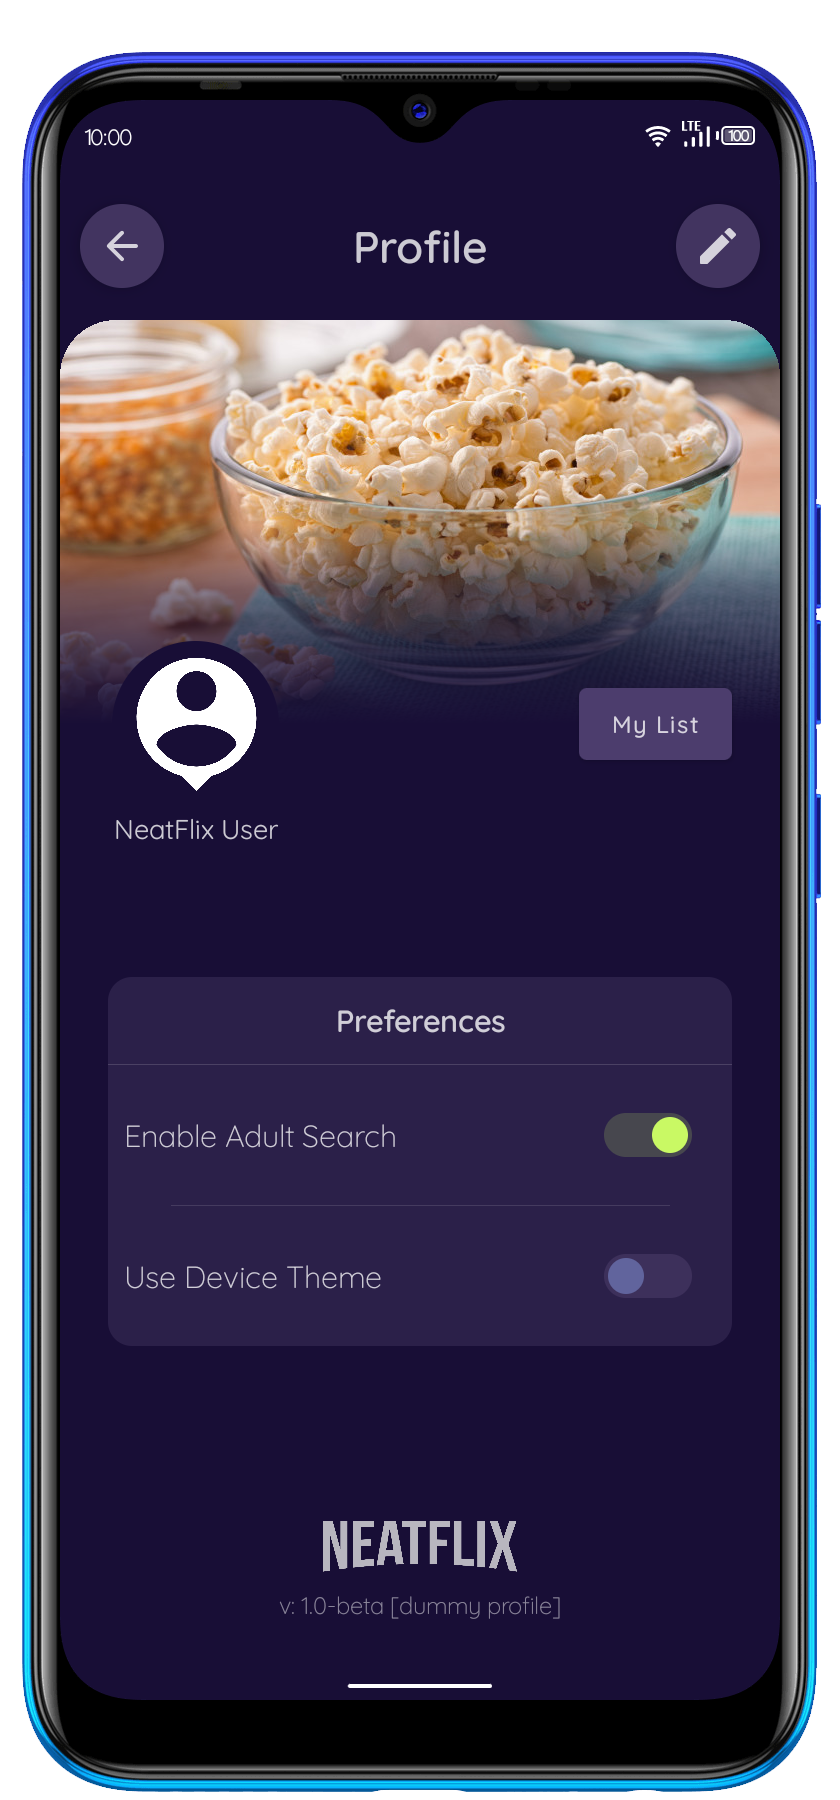 10:00
LTE
100
Profile
My List
NeatFlix User
Preferences
Enable Adult Search
Use Device Theme
NEATFLIX
v: 1.0-beta [dummy profile]